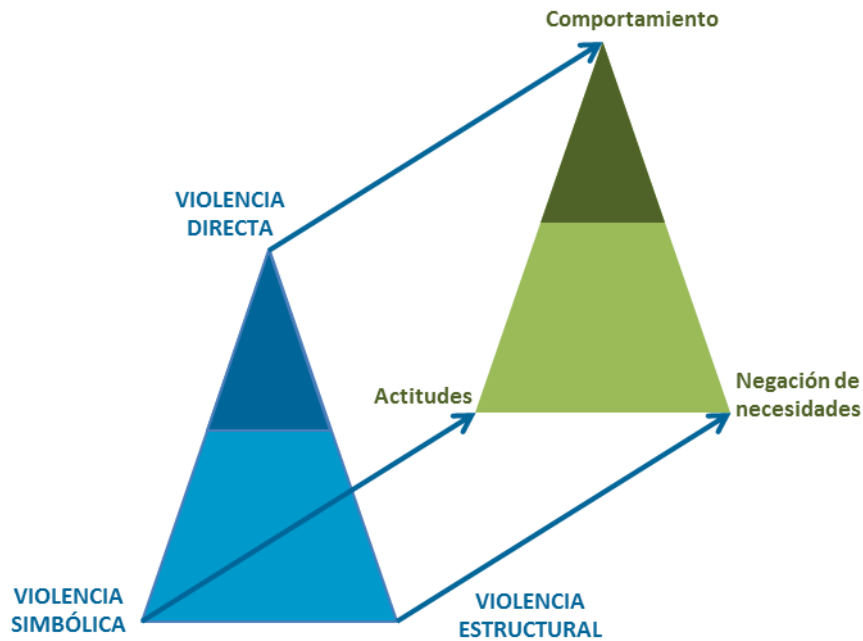 Comportamiento
VIOLENCIA
DIRECTA
Actitudes
Negación de
necesidades
VIOLENCIA
SIMBÓLICA
VIOLENCIA
ESTRUCTURAL